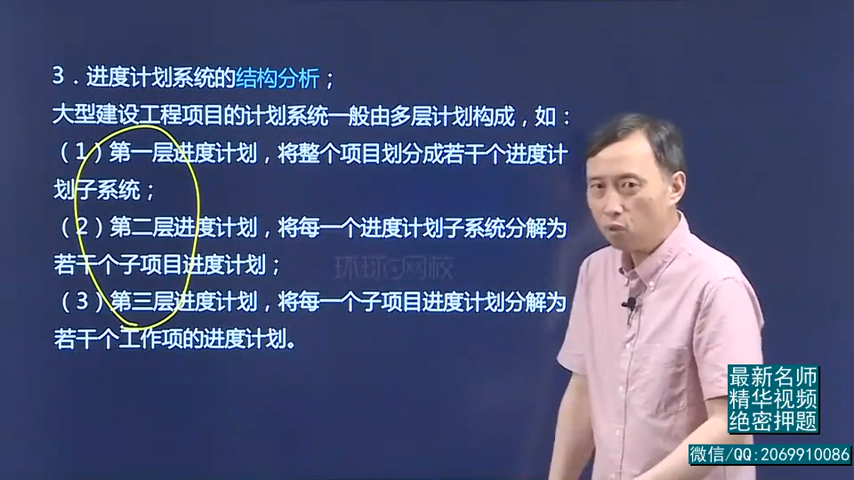 3．进度计划系统的结构分析；
大型建设工程项目的计划系统一般由多层计划构成，如：
（1）第一层进度计划，将整个项目划分成若干个进度计
划子系统；
（2）第二层进度计划，将每一个进度计划子系统分解为
若干个子项目进度计划；
（3）第三层进度计划，将每一个子项目进度计划分解为
若干个工作项的进度计划。
环球网校
最新名师
精华视频
绝密押题
微信/QQ:2069910086